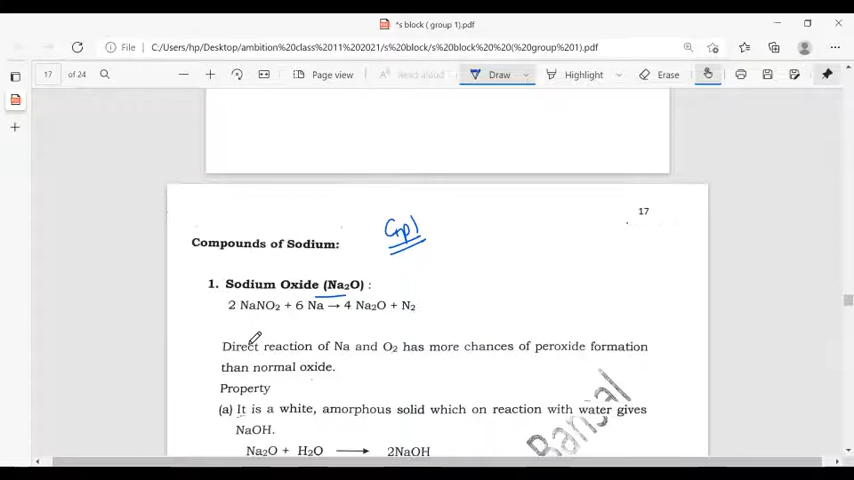 *s block ( group 1).pdf
File C:/Users/hp/Desktop/ambition%20class%2011%202021/s%20block/s%20block%20%20(%20group%201).pdf
17 of 24 Page view Read aloud Draw Highlight Erase
17
Grp1
Compounds of Sodium:
1. Sodium Oxide (Na₂O) :
2 NaNO₂ + 6 Na → 4 Na₂O + N₂
Direct reaction of Na and O₂ has more chances of peroxide formation
than normal oxide.
Property
(a) It is a white, amorphous solid which on reaction with water gives
NaOH.
Bansal
Na₂O + H₂O ⟶ 2NaOH